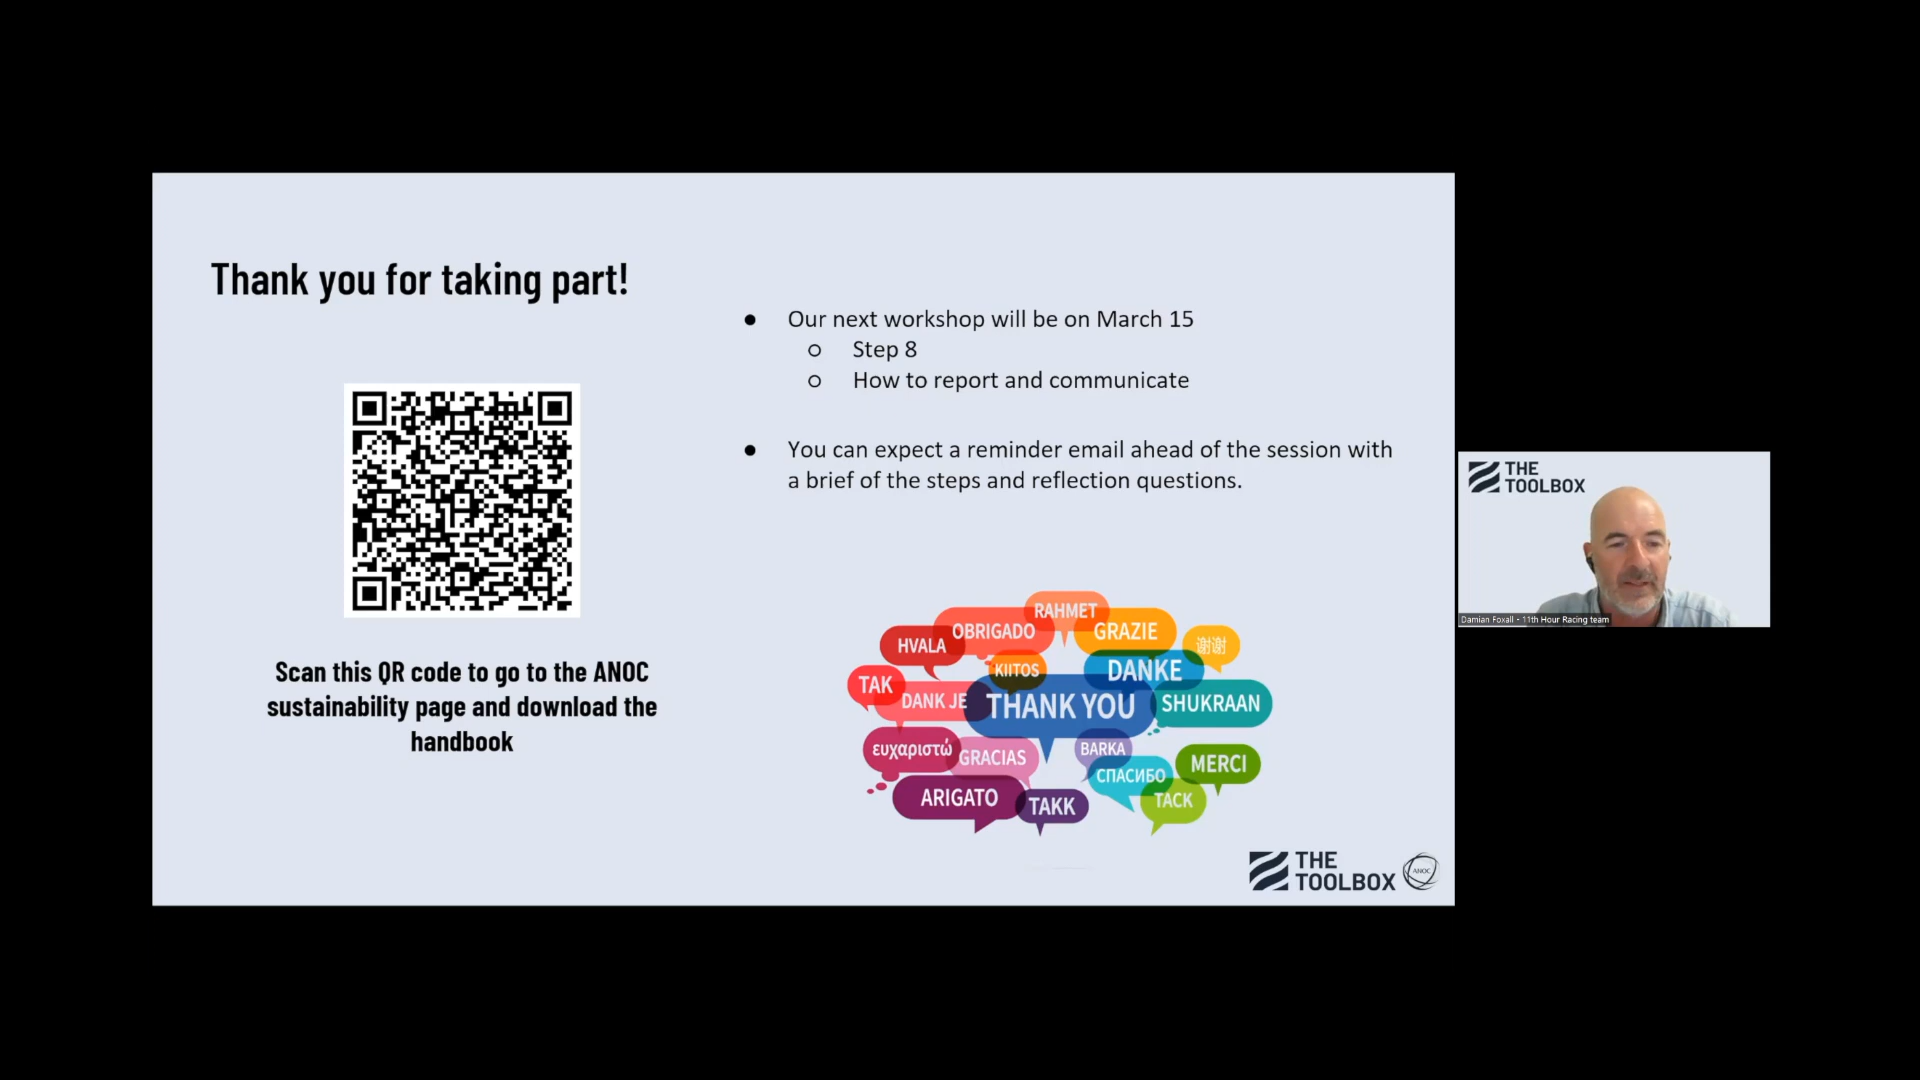 Thank you for taking part!
Scan this QR code to go to the ANOC
sustainability page and download the
handbook
● Our next workshop will be on March 15
○ Step 8
○ How to report and communicate
● You can expect a reminder email ahead of the session with
a brief of the steps and reflection questions.
RAHMET
OBRIGADO
GRAZIE
HVALA
謝謝
KIITOS
DANKE
TAK
DANK JE
THANK YOU
SHUKRAAN
ευχαριστώ
GRACIAS
BARKA
СПАСИБО
MERCI
ARIGATO
TAKK
TACK
THE
TOOLBOX
ANOC
THE
TOOLBOX
Damian Foxall - 11th Hour Racing team